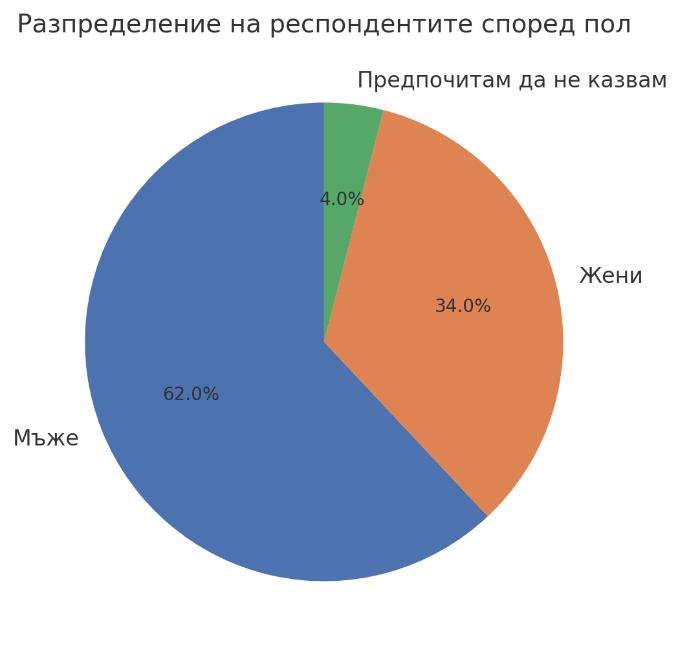 Разпределение на респондентите според пол
Предпочитам да не казвам
4.0%
Жени
34.0%
62.0%
Мъже